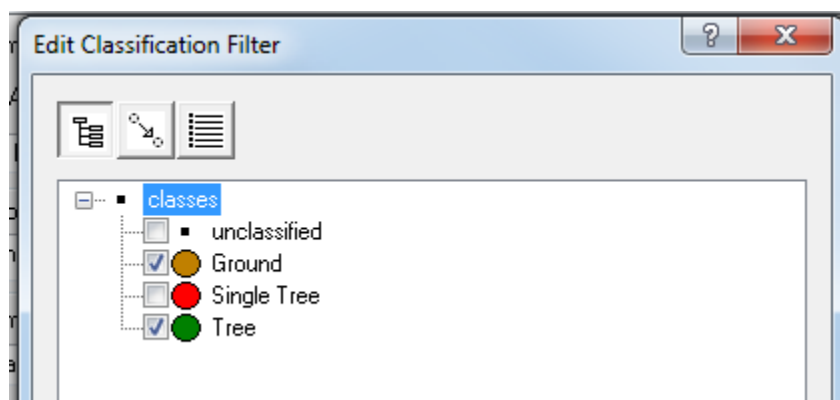 Edit Classification Filter
classes
unclassified
Ground
Single Tree
Tree